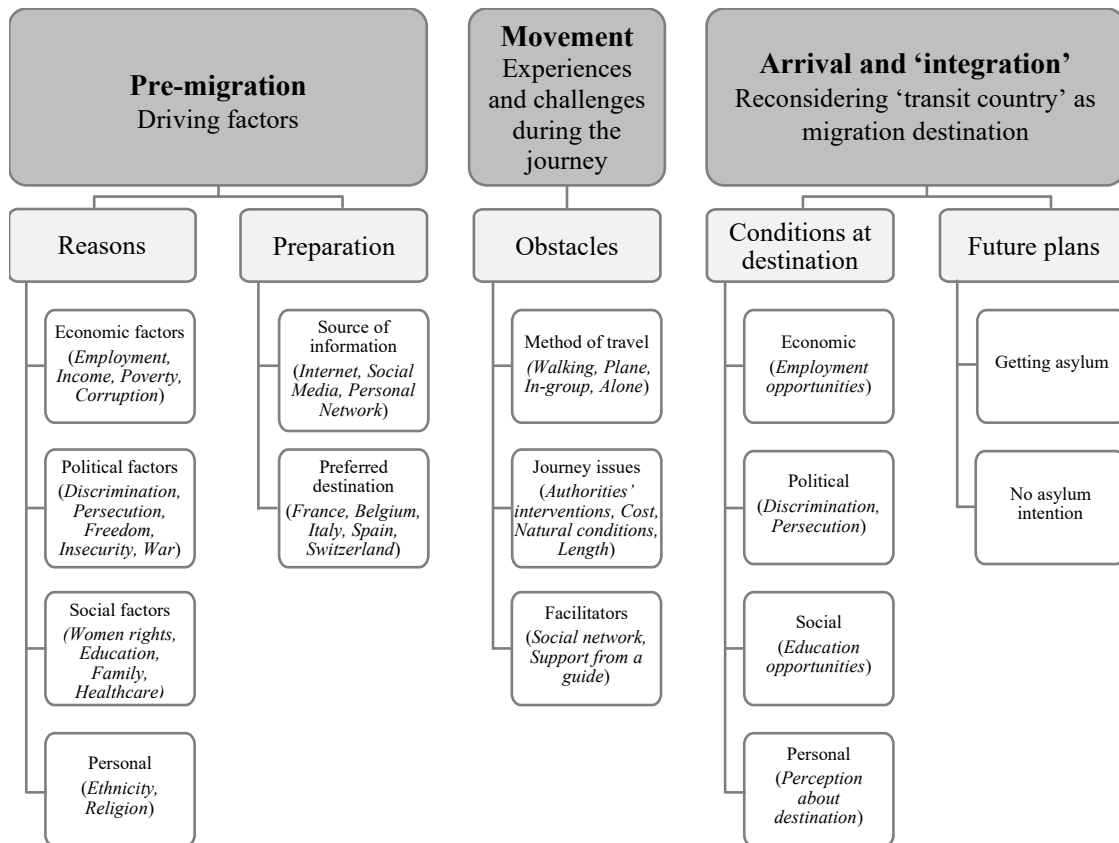 Pre-migration
Driving factors
Reasons
Economic factors
(Employment,
Income, Poverty,
Corruption)
Political factors
(Discrimination,
Persecution,
Freedom,
Insecurity, War)
Social factors
(Women rights,
Education,
Family,
Healthcare)
Personal
(Ethnicity,
Religion)
Preparation
Source of
information
(Internet, Social
Media, Personal
Network)
Preferred
destination
(France, Belgium,
Italy, Spain,
Switzerland)
Movement
Experiences
and challenges
during the
journey
Obstacles
Method of travel
(Walking, Plane,
In-group, Alone)
Journey issues
(Authorities’
interventions, Cost,
Natural conditions,
Length)
Facilitators
(Social network,
Support from a
guide)
Arrival and ‘integration’
Reconsidering ‘transit country’ as
migration destination
Conditions at
destination
Economic
(Employment
opportunities)
Political
(Discrimination,
Persecution)
Social
(Education
opportunities)
Personal
(Perception
about
destination)
Future plans
Getting asylum
No asylum
intention